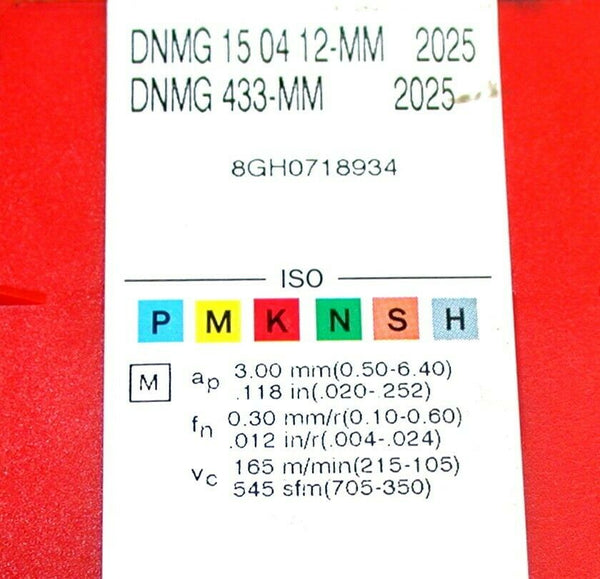 DNMG 15 04 12-MM 2025
DNMG 433-MM 2025
8GH0718934
ISO
P M K N S H
M ap 3.00 mm(0.50-6.40)
.118 in(.020-.252)
fn 0.30 mm/r(0.10-0.60)
.012 in/r(.004-.024)
vc 165 m/min(215-105)
545 sfm(705-350)